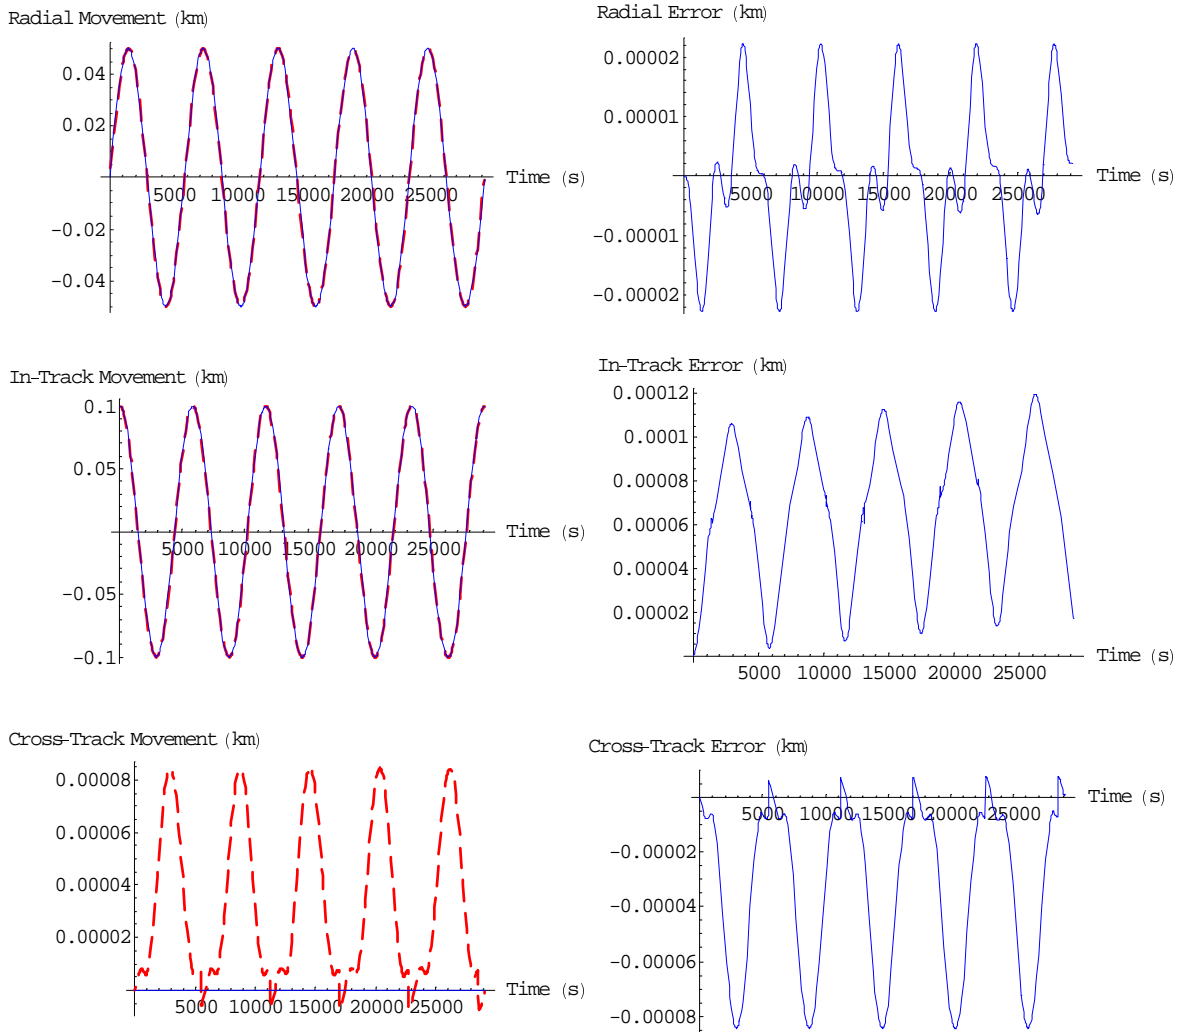 Radial Movement (km)
0.04
0.02
-0.02
-0.04
5000 10000 15000 20000 25000
Time (s)
Radial Error (km)
0.00002
0.00001
-0.00001
-0.00002
5000 10000 15000 20000 25000
Time (s)
In-Track Movement (km)
0.1
0.05
-0.05
-0.1
5000 10000 15000 20000 25000
Time (s)
In-Track Error (km)
0.00012
0.0001
0.00008
0.00006
0.00004
0.00002
5000 10000 15000 20000 25000
Time (s)
Cross-Track Movement (km)
0.00008
0.00006
0.00004
0.00002
5000 10000 15000 20000 25000
Time (s)
Cross-Track Error (km)
5000 10000 15000 20000 25000
Time (s)
-0.00002
-0.00004
-0.00006
-0.00008